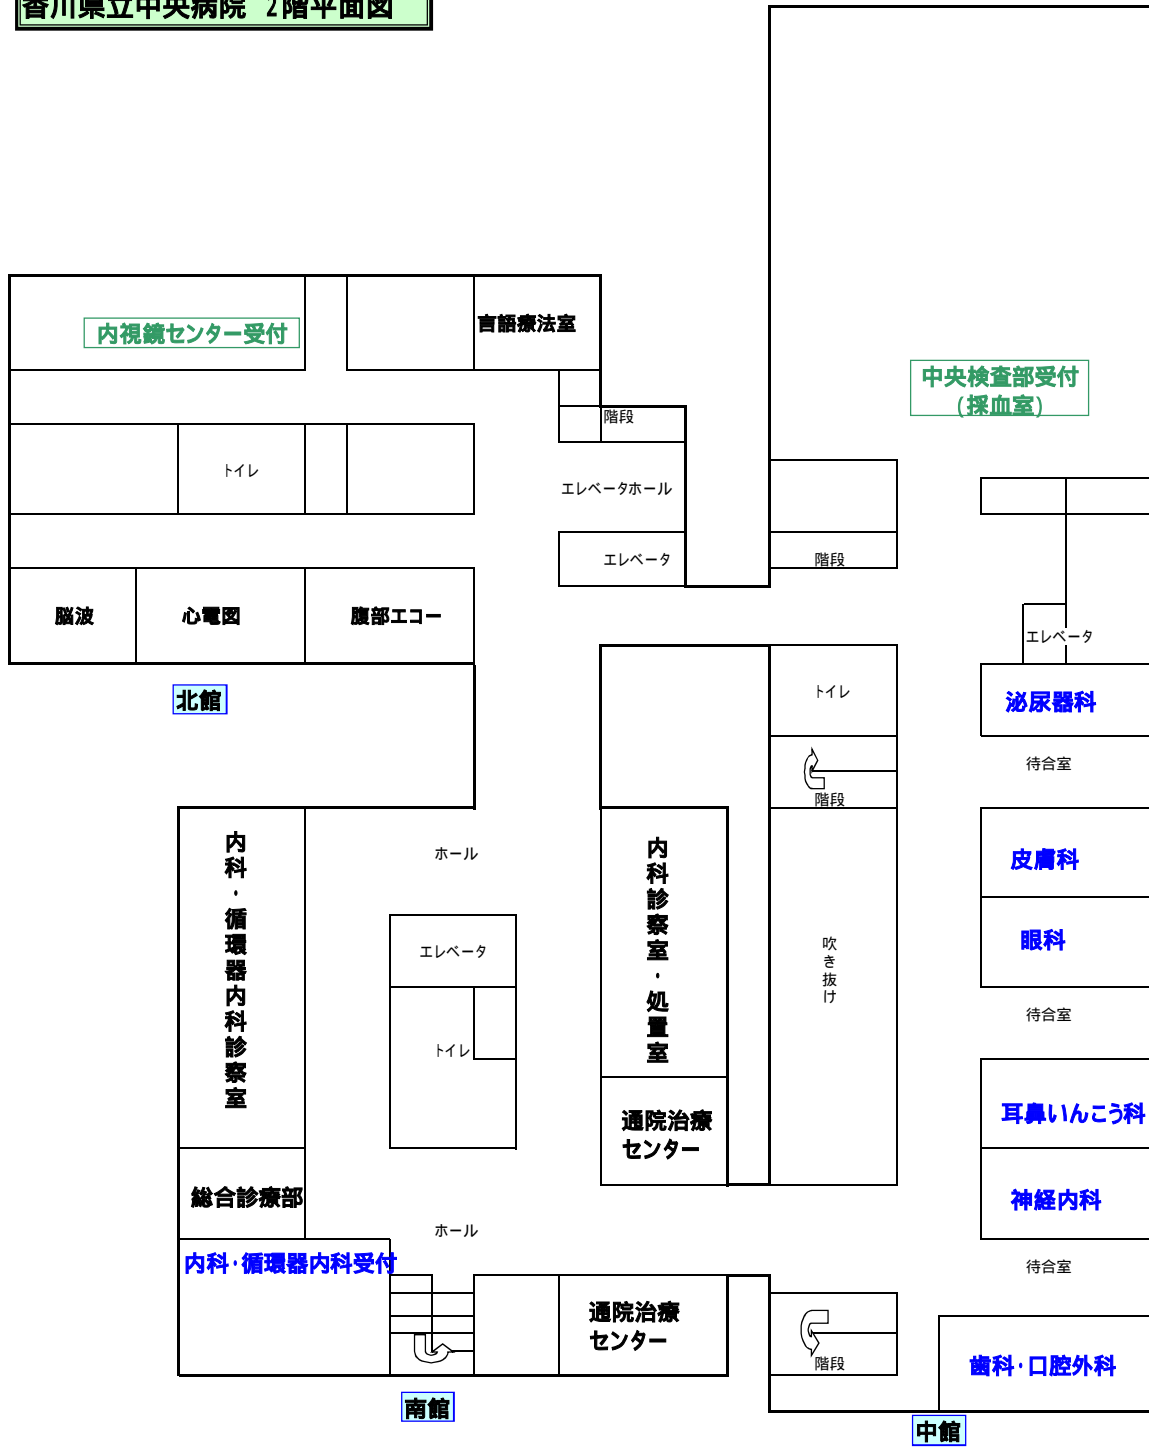 香川県立中央病院 2階平面図
内視鏡センター受付
言語療法室
中央検査部受付
(採血室)
階段
トイレ
エレベータホール
エレベータ
階段
脳波
心電図
腹部エコー
エレベータ
北館
トイレ
泌尿器科
待合室
階段
内科・循環器内科診察室
ホール
内科診察室・処置室
皮膚科
エレベータ
吹き抜け
眼科
待合室
トイレ
通院治療
センター
耳鼻いんこう科
総合診療部
神経内科
ホール
内科・循環器内科受付
待合室
通院治療
センター
階段
歯科・口腔外科
南館
中館